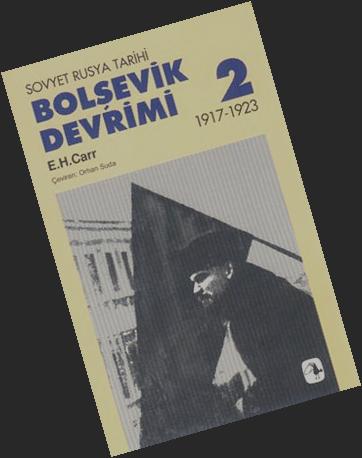 SOVYET RUSYA TARİHİ
BOLŞEVİK
DEVRİMİ
2
1917-1923
E.H.Carr
Çeviren: Orhan Suda